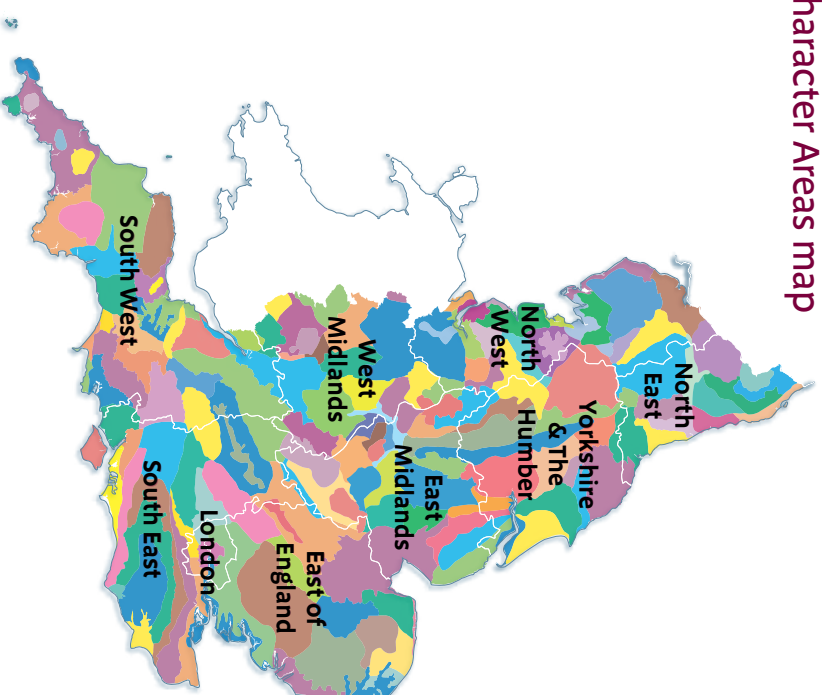 haracter Areas map
North
East
North
West
Yorkshire
& The
Humber
East
Midlands
West
Midlands
East of
England
London
South East
South West